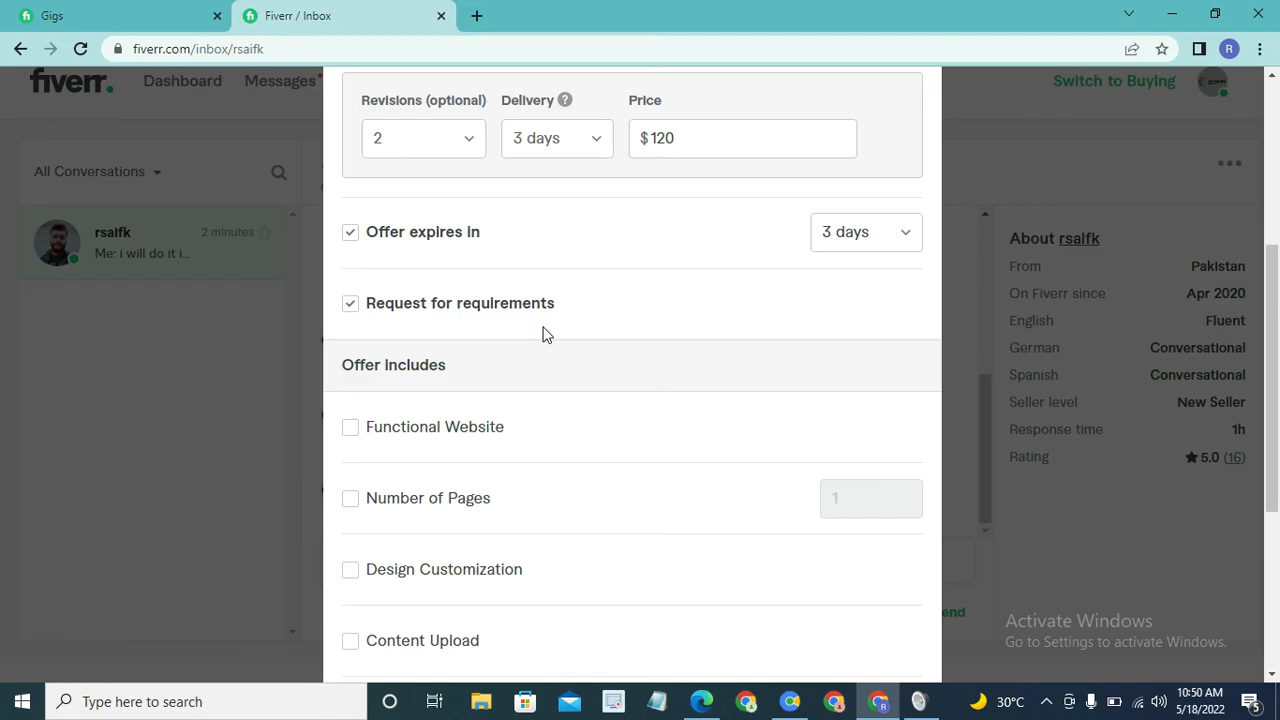 Gigs
Fiverr / Inbox
fiverr.com/inbox/rsaifk
R
fiverr.
Dashboard
Messages
Switch to Buying
Revisions (optional)
Delivery ?
Price
2
3 days
$120
All Conversations
rsaifk
2 minutes
Me: i will do it i...
Offer expires in
3 days
Request for requirements
Offer includes
Functional Website
Number of Pages
1
Design Customization
Content Upload
About rsaifk
From Pakistan
On Fiverr since Apr 2020
English Fluent
German Conversational
Spanish Conversational
Seller level New Seller
Response time 1h
Rating 5.0 (16)
end
Activate Windows
Go to Settings to activate Windows.
Type here to search
R
30°C
10:50 AM
5/18/2022
5